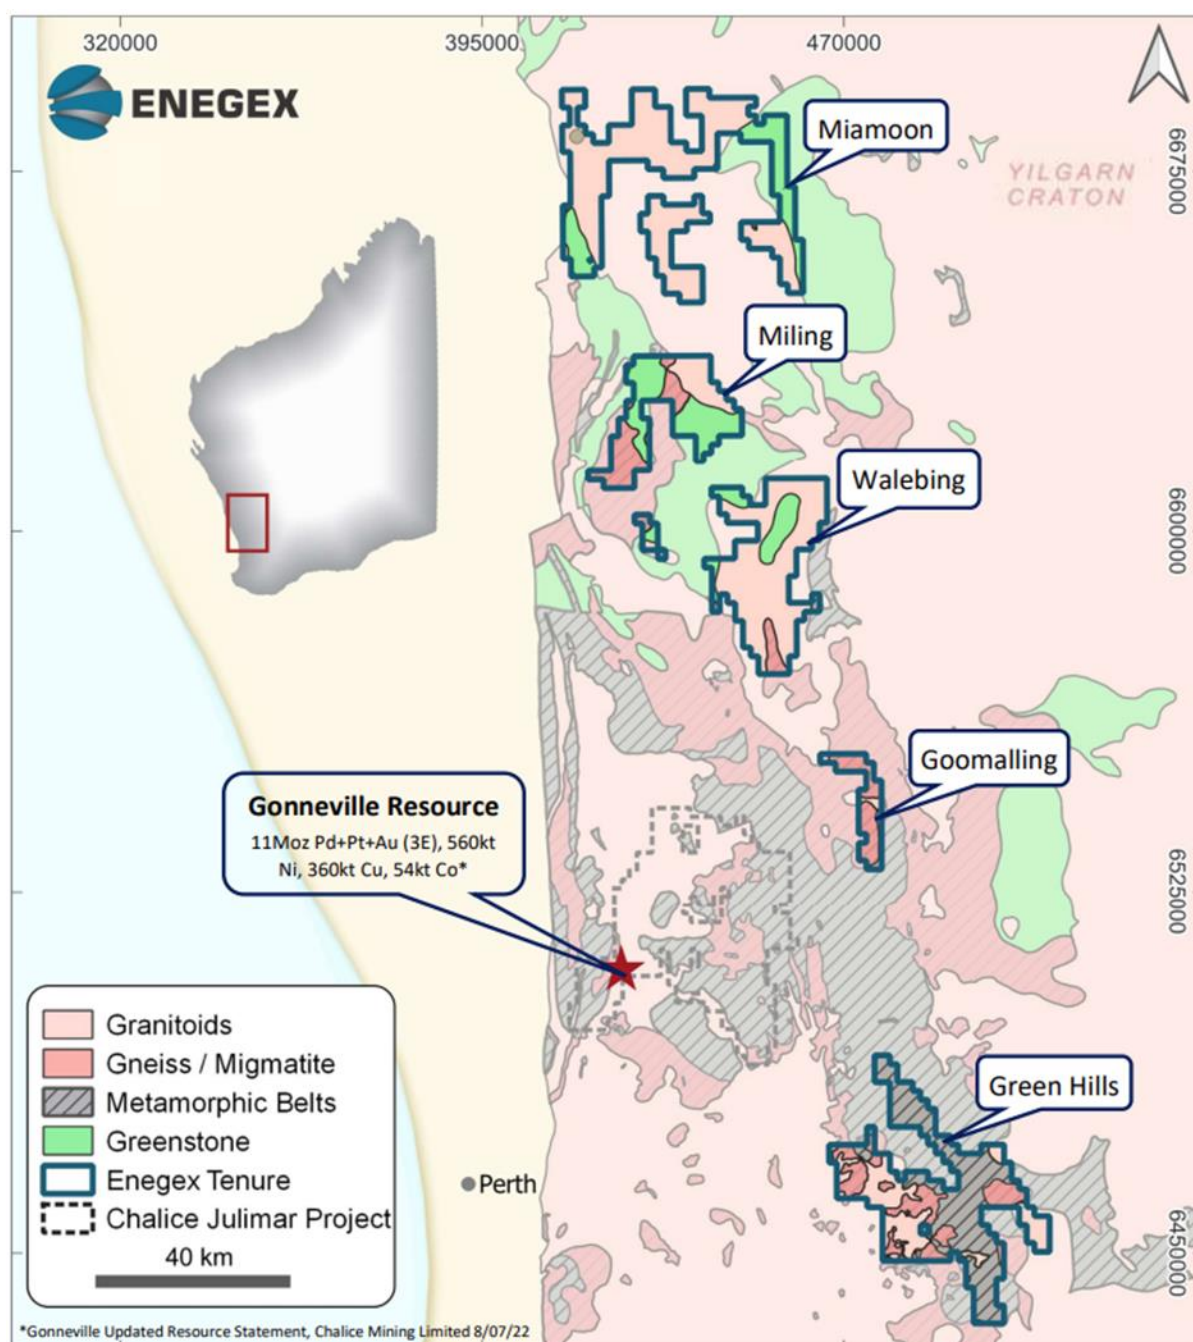 320000
395000
470000
ENEGEX
Miamoon
6675000
YILGARN
CRATON
Miling
Walebing
6600000
Goomalling
Gonneville Resource
11Moz Pd+Pt+Au (3E), 560kt
Ni, 360kt Cu, 54kt Co*
6525000
Granitoids
Gneiss / Migmatite
Metamorphic Belts
Greenstone
Enegex Tenure
Chalice Julimar Project
40 km
Green Hills
Perth
6450000
*Gonneville Updated Resource Statement, Chalice Mining Limited 8/07/22